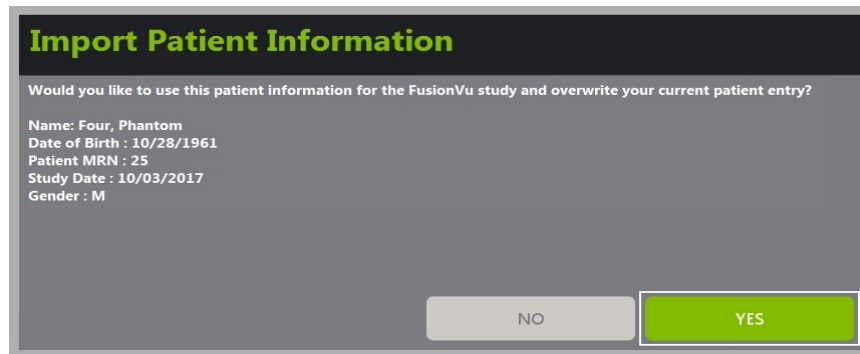 Import Patient Information
Would you like to use this patient information for the FusionVu study and overwrite your current patient entry?
Name: Four, Phantom
Date of Birth : 10/28/1961
Patient MRN : 25
Study Date : 10/03/2017
Gender : M
NO
YES